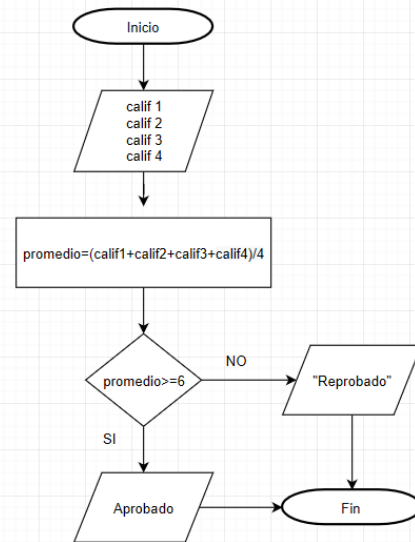 Inicio
calif 1
calif 2
calif 3
calif 4
promedio=(calif1+calif2+calif3+calif4)/4
promedio>=6
NO
"Reprobado"
SI
Aprobado
Fin